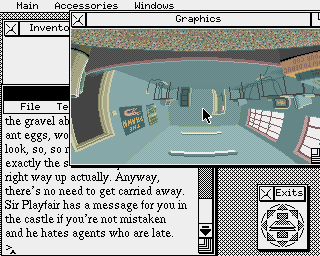 Main Accessories Windows
Graphics
Invento
File Te
the gravel ab
ant eggs, wo
look, so, so r
exactly the s
right way up actually. Anyway,
there's no need to get carried away.
Sir Playfair has a message for you in
the castle if you're not mistaken
and he hates agents who are late.
>
Exits